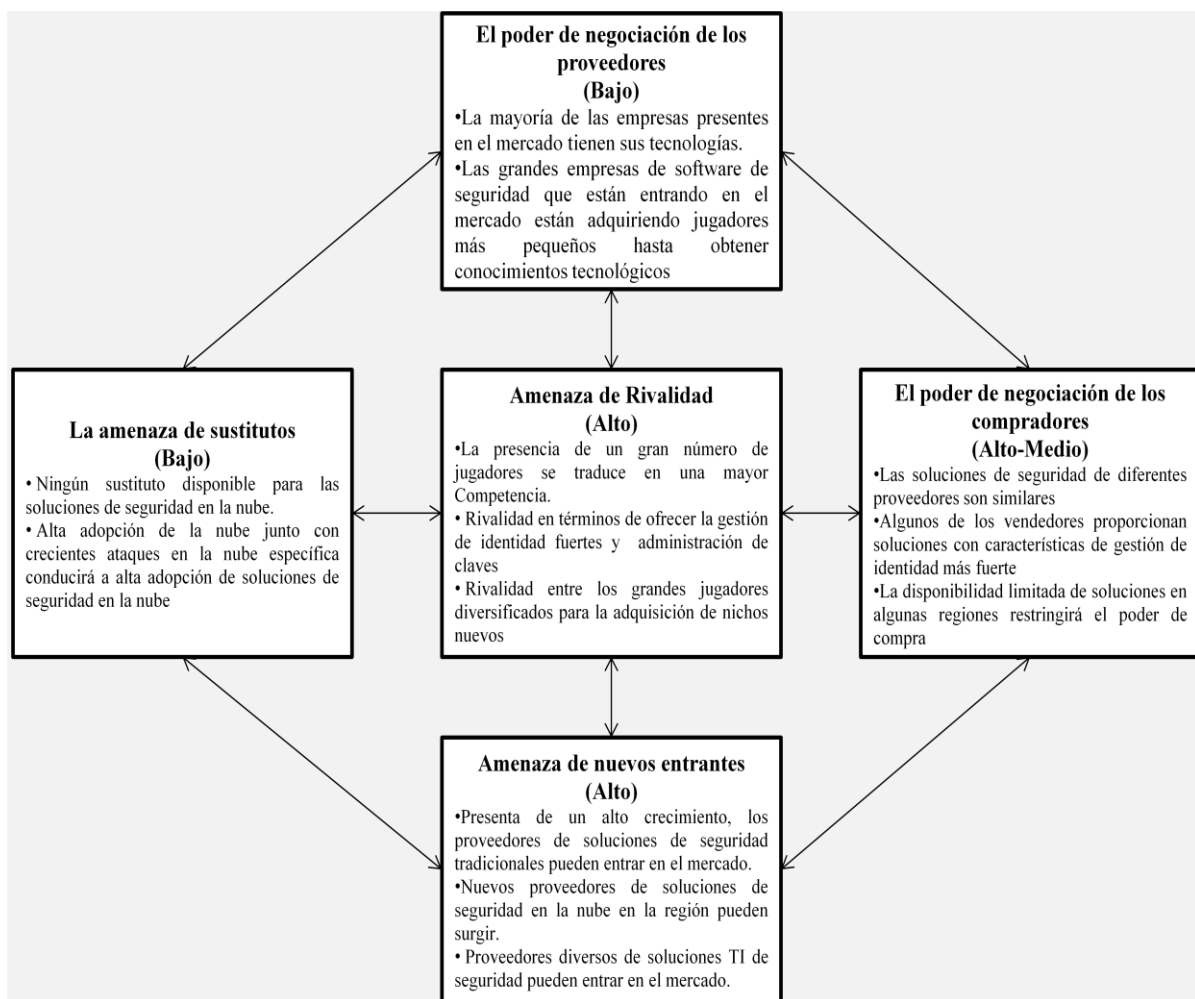 El poder de negociación de los
proveedores
(Bajo)
•La mayoría de las empresas presentes
en el mercado tienen sus tecnologías.
•Las grandes empresas de software de
seguridad que están entrando en el
mercado están adquiriendo jugadores
más pequeños hasta obtener
conocimientos tecnológicos
La amenaza de sustitutos
(Bajo)
• Ningún sustituto disponible para las
soluciones de seguridad en la nube.
• Alta adopción de la nube junto con
crecientes ataques en la nube específica
conducirá a alta adopción de soluciones de
seguridad en la nube
Amenaza de Rivalidad
(Alto)
•La presencia de un gran número de
jugadores se traduce en una mayor
Competencia.
• Rivalidad en términos de ofrecer la gestión
de identidad fuertes y administración de
claves
•Rivalidad entre los grandes jugadores
diversificados para la adquisición de nichos
nuevos
El poder de negociación de los
compradores
(Alto-Medio)
•Las soluciones de seguridad de diferentes
proveedores son similares
•Algunos de los vendedores proporcionan
soluciones con características de gestión de
identidad más fuerte
•La disponibilidad limitada de soluciones en
algunas regiones restringirá el poder de
compra
Amenaza de nuevos entrantes
(Alto)
•Presenta de un alto crecimiento, los
proveedores de soluciones de seguridad
tradicionales pueden entrar en el mercado.
•Nuevos proveedores de soluciones de
seguridad en la nube en la región pueden
surgir.
• Proveedores diversos de soluciones TI de
seguridad pueden entrar en el mercado.